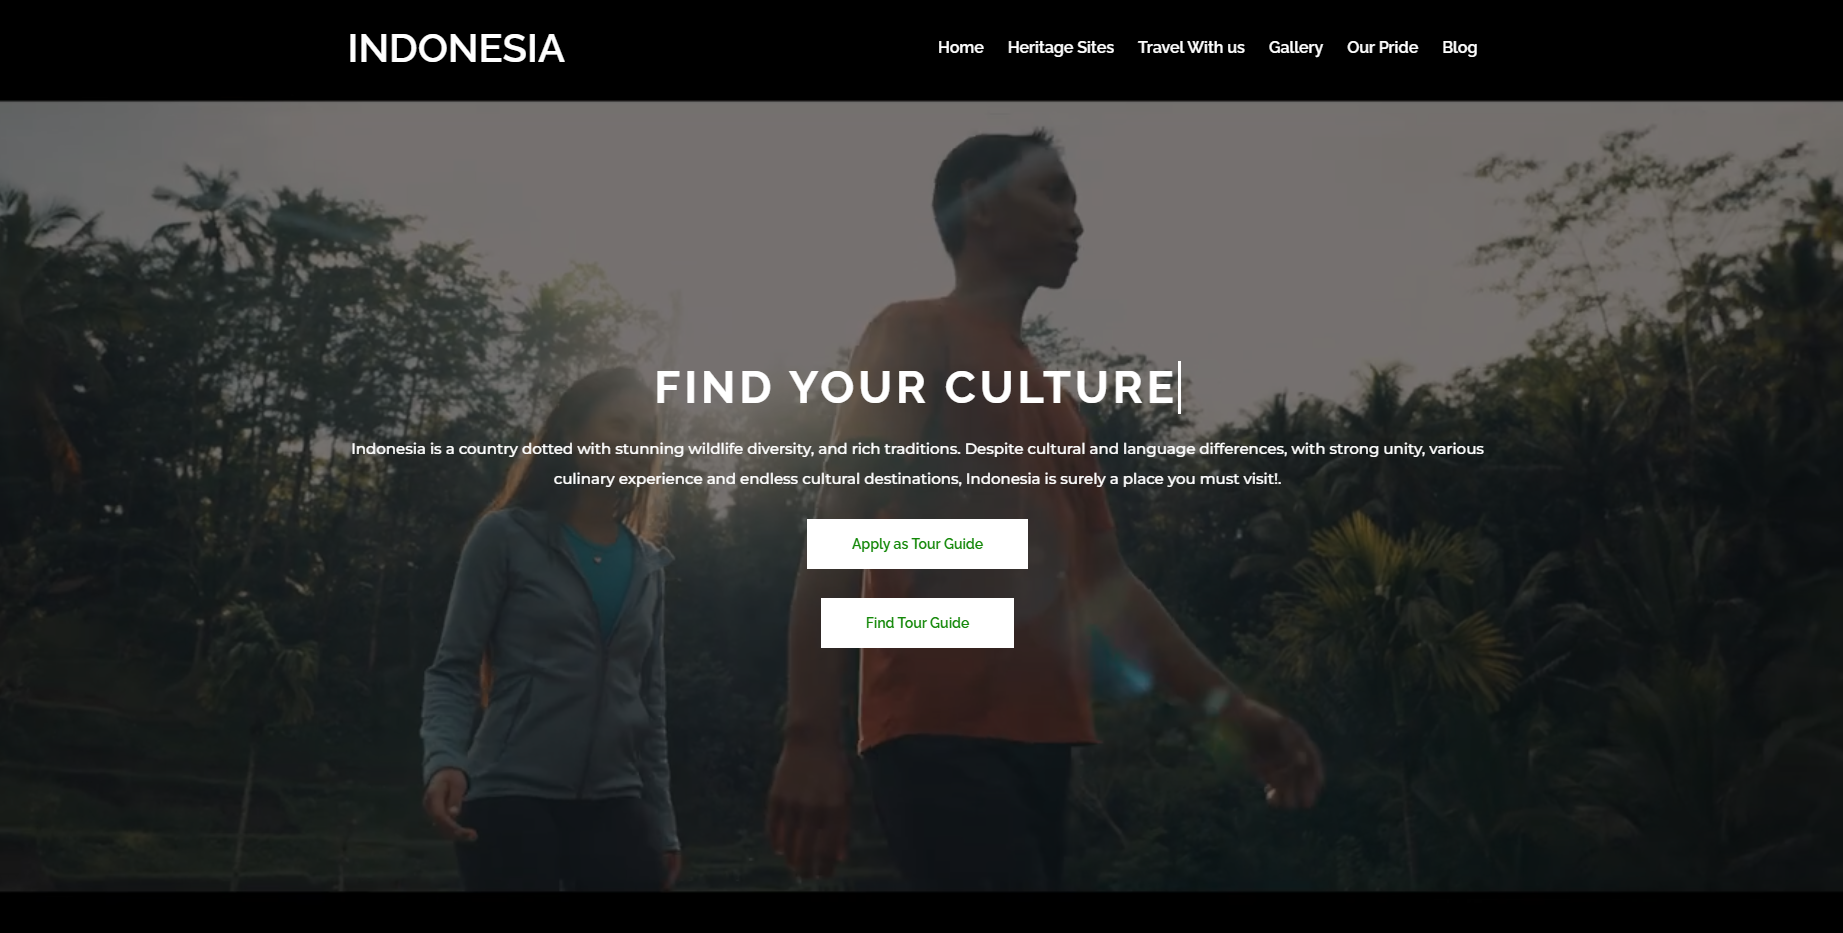 INDONESIA
Home Heritage Sites Travel With us Gallery Our Pride Blog
FIND YOUR CULTURE
Indonesia is a country dotted with stunning wildlife diversity, and rich traditions. Despite cultural and language differences, with strong unity, various
culinary experience and endless cultural destinations, Indonesia is surely a place you must visit!.
Apply as Tour Guide
Find Tour Guide